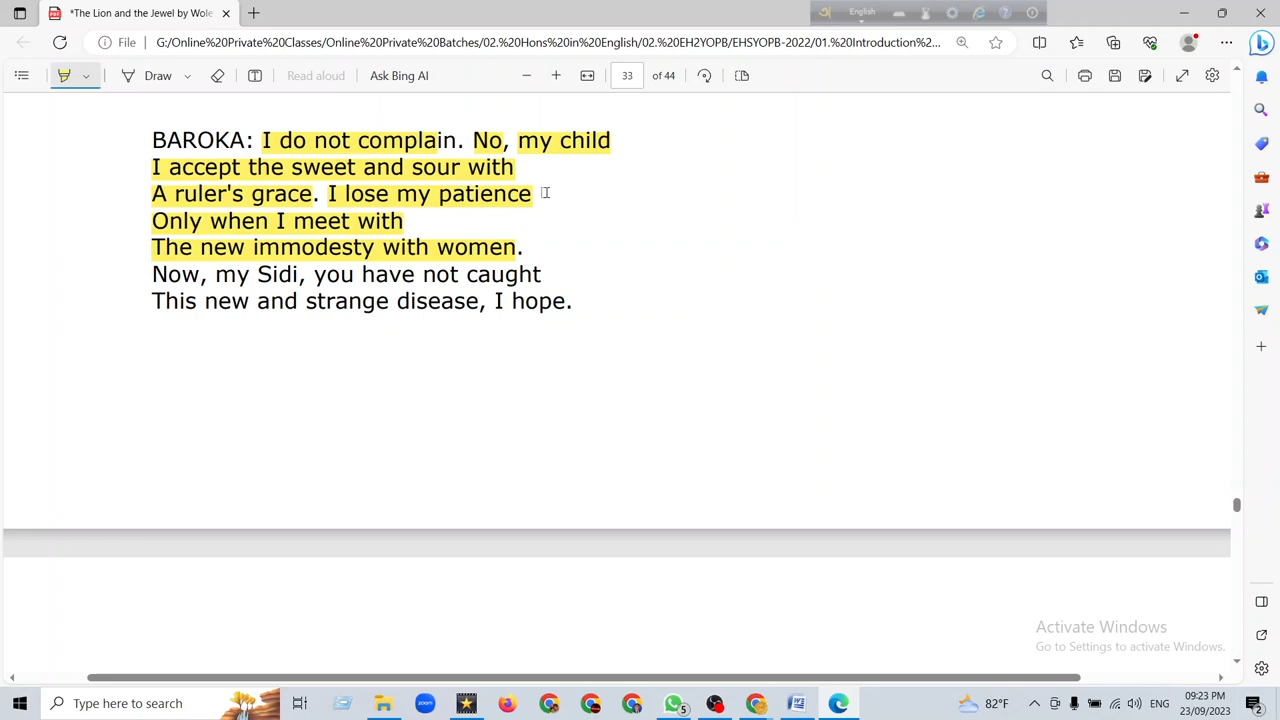 *The Lion and the Jewel by Wole
English
File
G:/Online%20Private%20Classes/Online%20Private%20Batches/02.%20Hons%20in%20English/02.%20EH2YOPB/EHSYOPB-2022/01.%20Introduction%20...
Draw
Read aloud
Ask Bing AI
33
of 44
BAROKA: I do not complain. No, my child
I accept the sweet and sour with
A ruler's grace. I lose my patience
Only when I meet with
The new immodesty with women.
Now, my Sidi, you have not caught
This new and strange disease, I hope.
Activate Windows
Go to Settings to activate Windows.
Type here to search
zoom
5
82°F
ENG
09:23 PM
23/09/2023
2